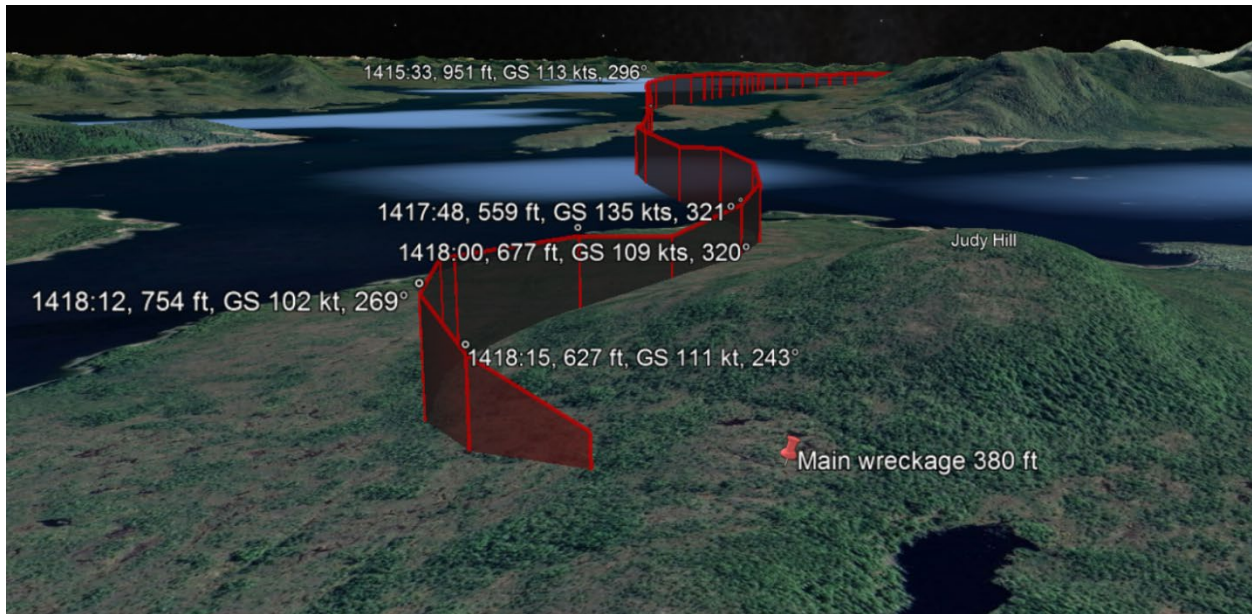 1415:33, 951 ft, GS 113 kts, 296°
1417:48, 559 ft, GS 135 kts, 321°
Judy Hill
1418:00, 677 ft, GS 109 kts, 320°
1418:12, 754 ft, GS 102 kt, 269°
1418:15, 627 ft, GS 111 kt, 243°
Main wreckage 380 ft